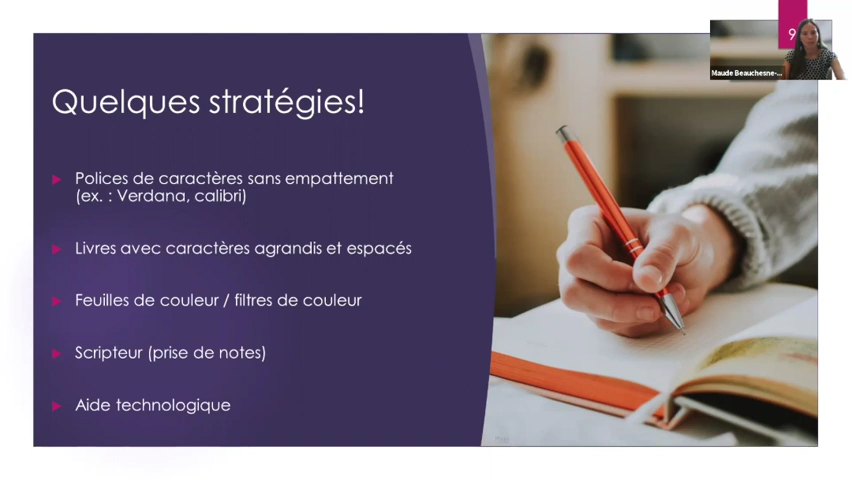 9
Maude Beauchesne-...
Quelques stratégies!
Polices de caractères sans empattement
(ex. : Verdana, calibri)
Livres avec caractères agrandis et espacés
Feuilles de couleur / filtres de couleur
Scripteur (prise de notes)
Aide technologique